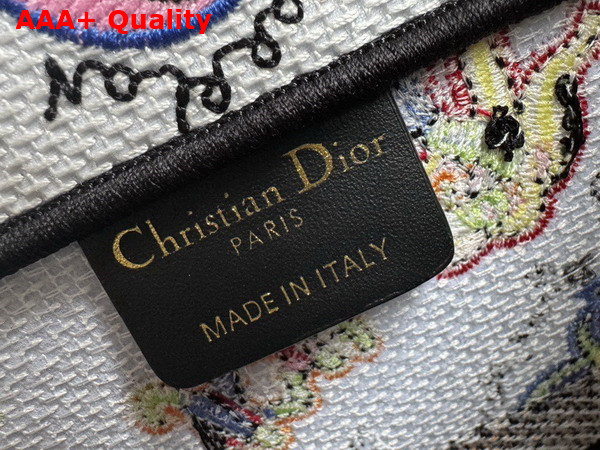 AAA+ Quality
Christian Dior
PARIS
MADE IN ITALY